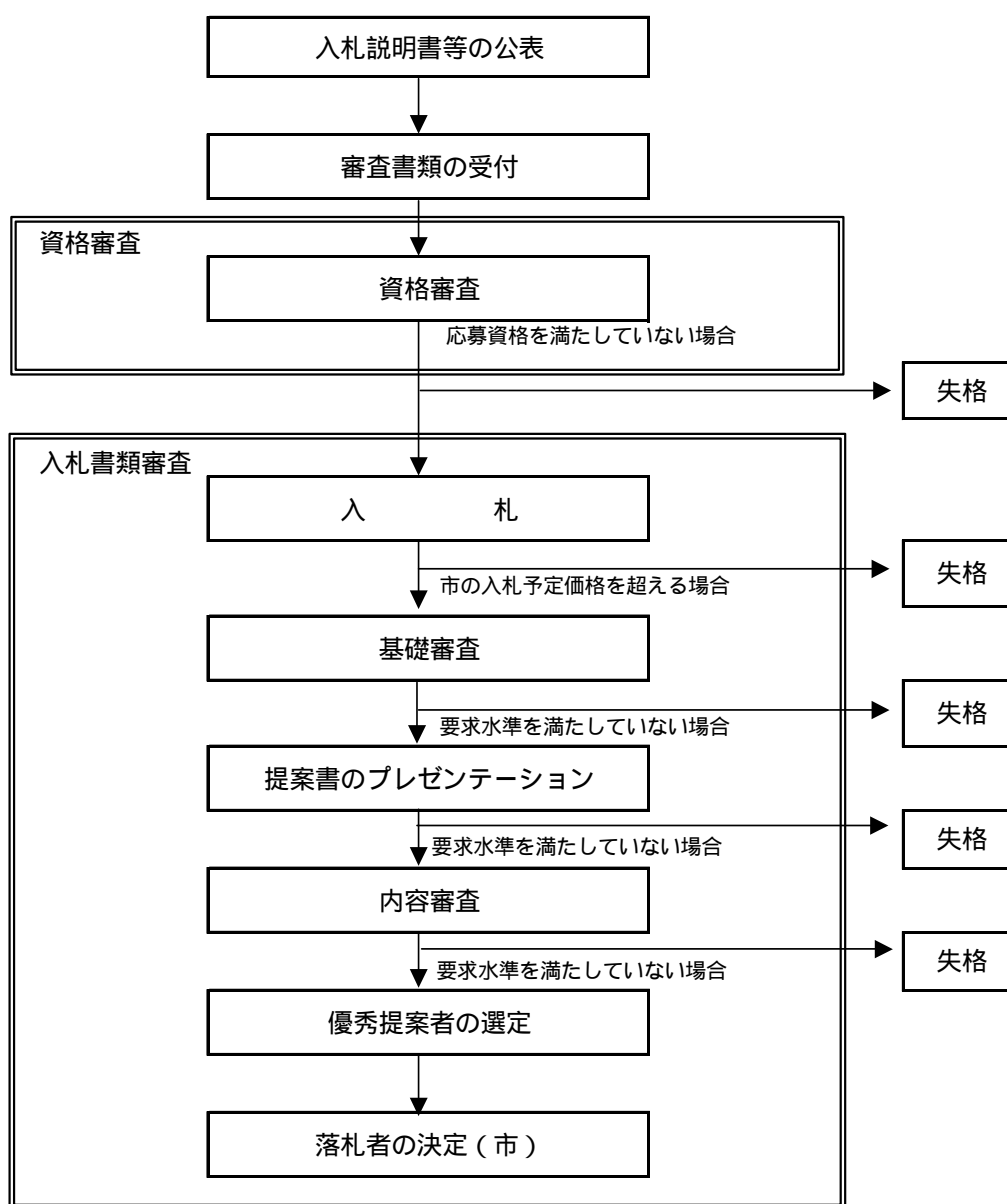 入札説明書等の公表
審査書類の受付
資格審査
資格審査
応募資格を満たしていない場合
失格
入札書類審査
入　　　　　札
市の入札予定価格を超える場合
失格
基礎審査
要求水準を満たしていない場合
失格
提案書のプレゼンテーション
要求水準を満たしていない場合
失格
内容審査
要求水準を満たしていない場合
失格
優秀提案者の選定
落札者の決定（市）